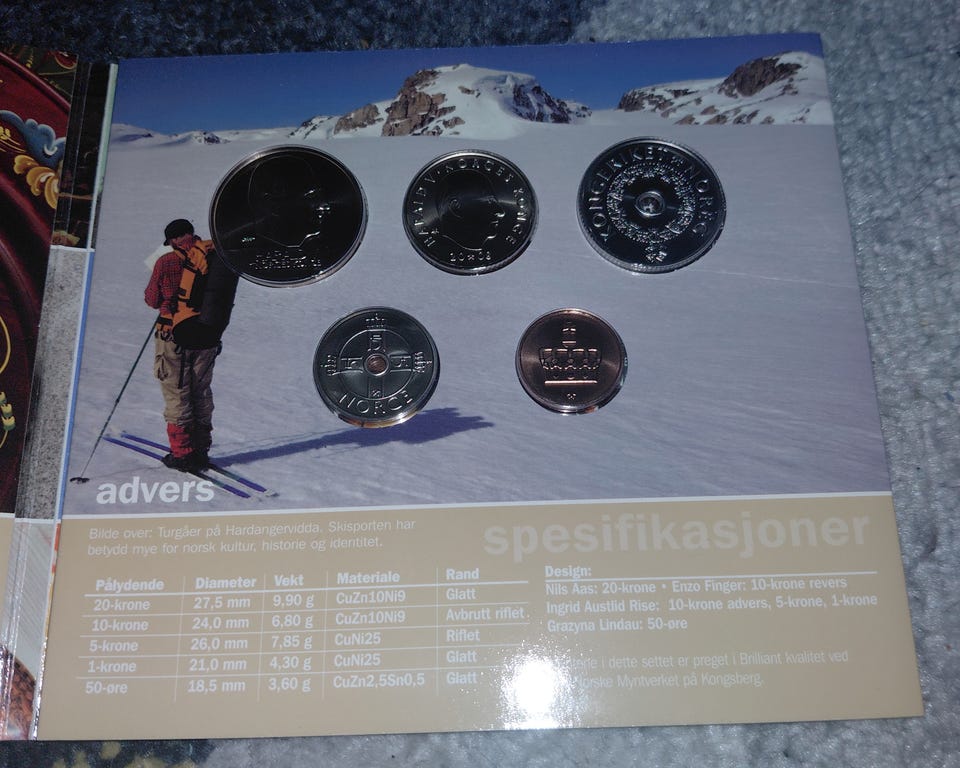 HARALD V · NORGES KONGE
20 09
KONGERIKET NORGE
NORGE
advers
Bilde over: Turgåer på Hardangervidda. Skisporten har
betydd mye for norsk kultur, historie og identitet.
spesifikasjoner
Pålydende Diameter Vekt Materiale Rand
20-krone 27,5 mm 9,90 g CuZn10Ni9 Glatt
10-krone 24,0 mm 6,80 g CuZn10Ni9 Avbrutt riflet
5-krone 26,0 mm 7,85 g CuNi25 Riflet
1-krone 21,0 mm 4,30 g CuNi25 Glatt
50-øre 18,5 mm 3,60 g CuZn2,5Sn0,5 Glatt
Design:
Nils Aas: 20-krone • Enzo Finger: 10-krone revers
Ingrid Austlid Rise: 10-krone advers, 5-krone, 1-krone
Grazyna Lindau: 50-øre
i dette settet er preget i Brilliant kvalitet ved
Myntverket på Kongsberg.